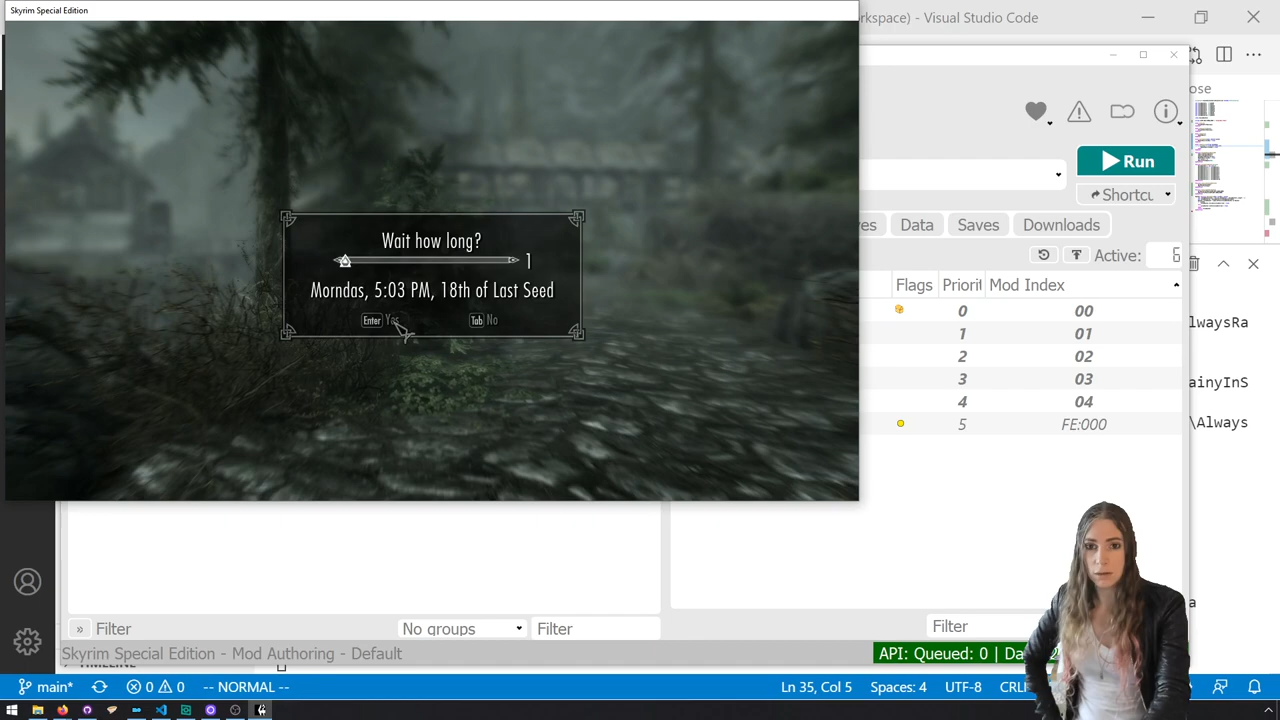 Skyrim Special Edition
kspace) - Visual Studio Code
ose
Run
Shortcu
es
Data
Saves
Downloads
Active: 6
Flags
Priorit
Mod Index
0 00
1 01
2 02
3 03
4 04
5 FE:000
Wait how long?
1
Morndas, 5:03 PM, 18th of Last Seed
Enter Yes
Tab No
lwaysRa
ainyInS
\Always
a
» Filter
No groups
Filter
Filter
Skyrim Special Edition - Mod Authoring - Default
API: Queued: 0 | Da
main*
0 0
-- NORMAL --
Ln 35, Col 5
Spaces: 4
UTF-8
CRL